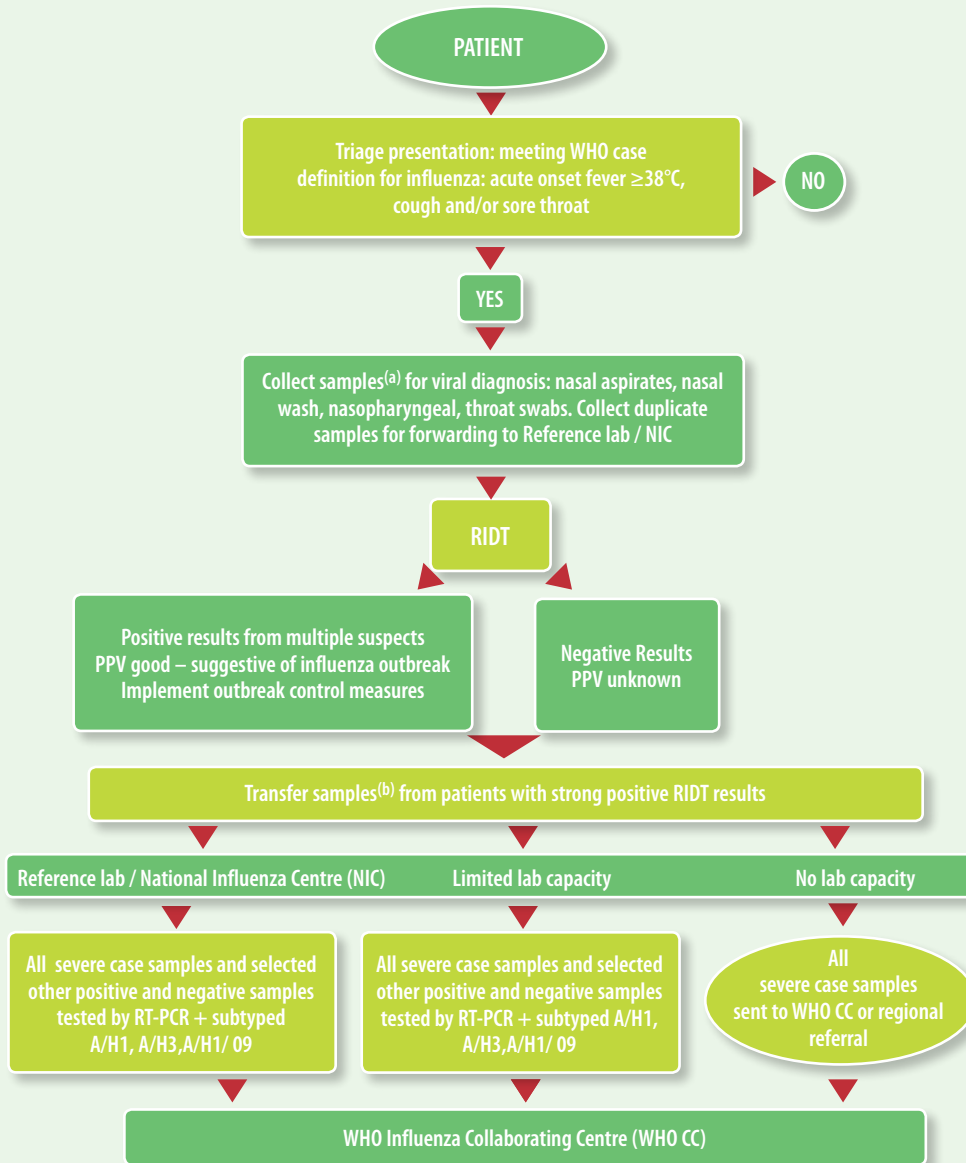 PATIENT
Triage presentation: meeting WHO case
definition for influenza: acute onset fever ≥38°C,
cough and/or sore throat
NO
YES
Collect samples(a) for viral diagnosis: nasal aspirates, nasal
wash, nasopharyngeal, throat swabs. Collect duplicate
samples for forwarding to Reference lab / NIC
RIDT
Positive results from multiple suspects
PPV good – suggestive of influenza outbreak
Implement outbreak control measures
Negative Results
PPV unknown
Transfer samples(b) from patients with strong positive RIDT results
Reference lab / National Influenza Centre (NIC)
Limited lab capacity
No lab capacity
All severe case samples and selected
other positive and negative samples
tested by RT-PCR + subtyped
A/H1, A/H3,A/H1/ 09
All severe case samples and selected
other positive and negative samples
tested by RT-PCR + subtyped A/H1,
A/H3,A/H1/ 09
All
severe case samples
sent to WHO CC or regional
referral
WHO Influenza Collaborating Centre (WHO CC)